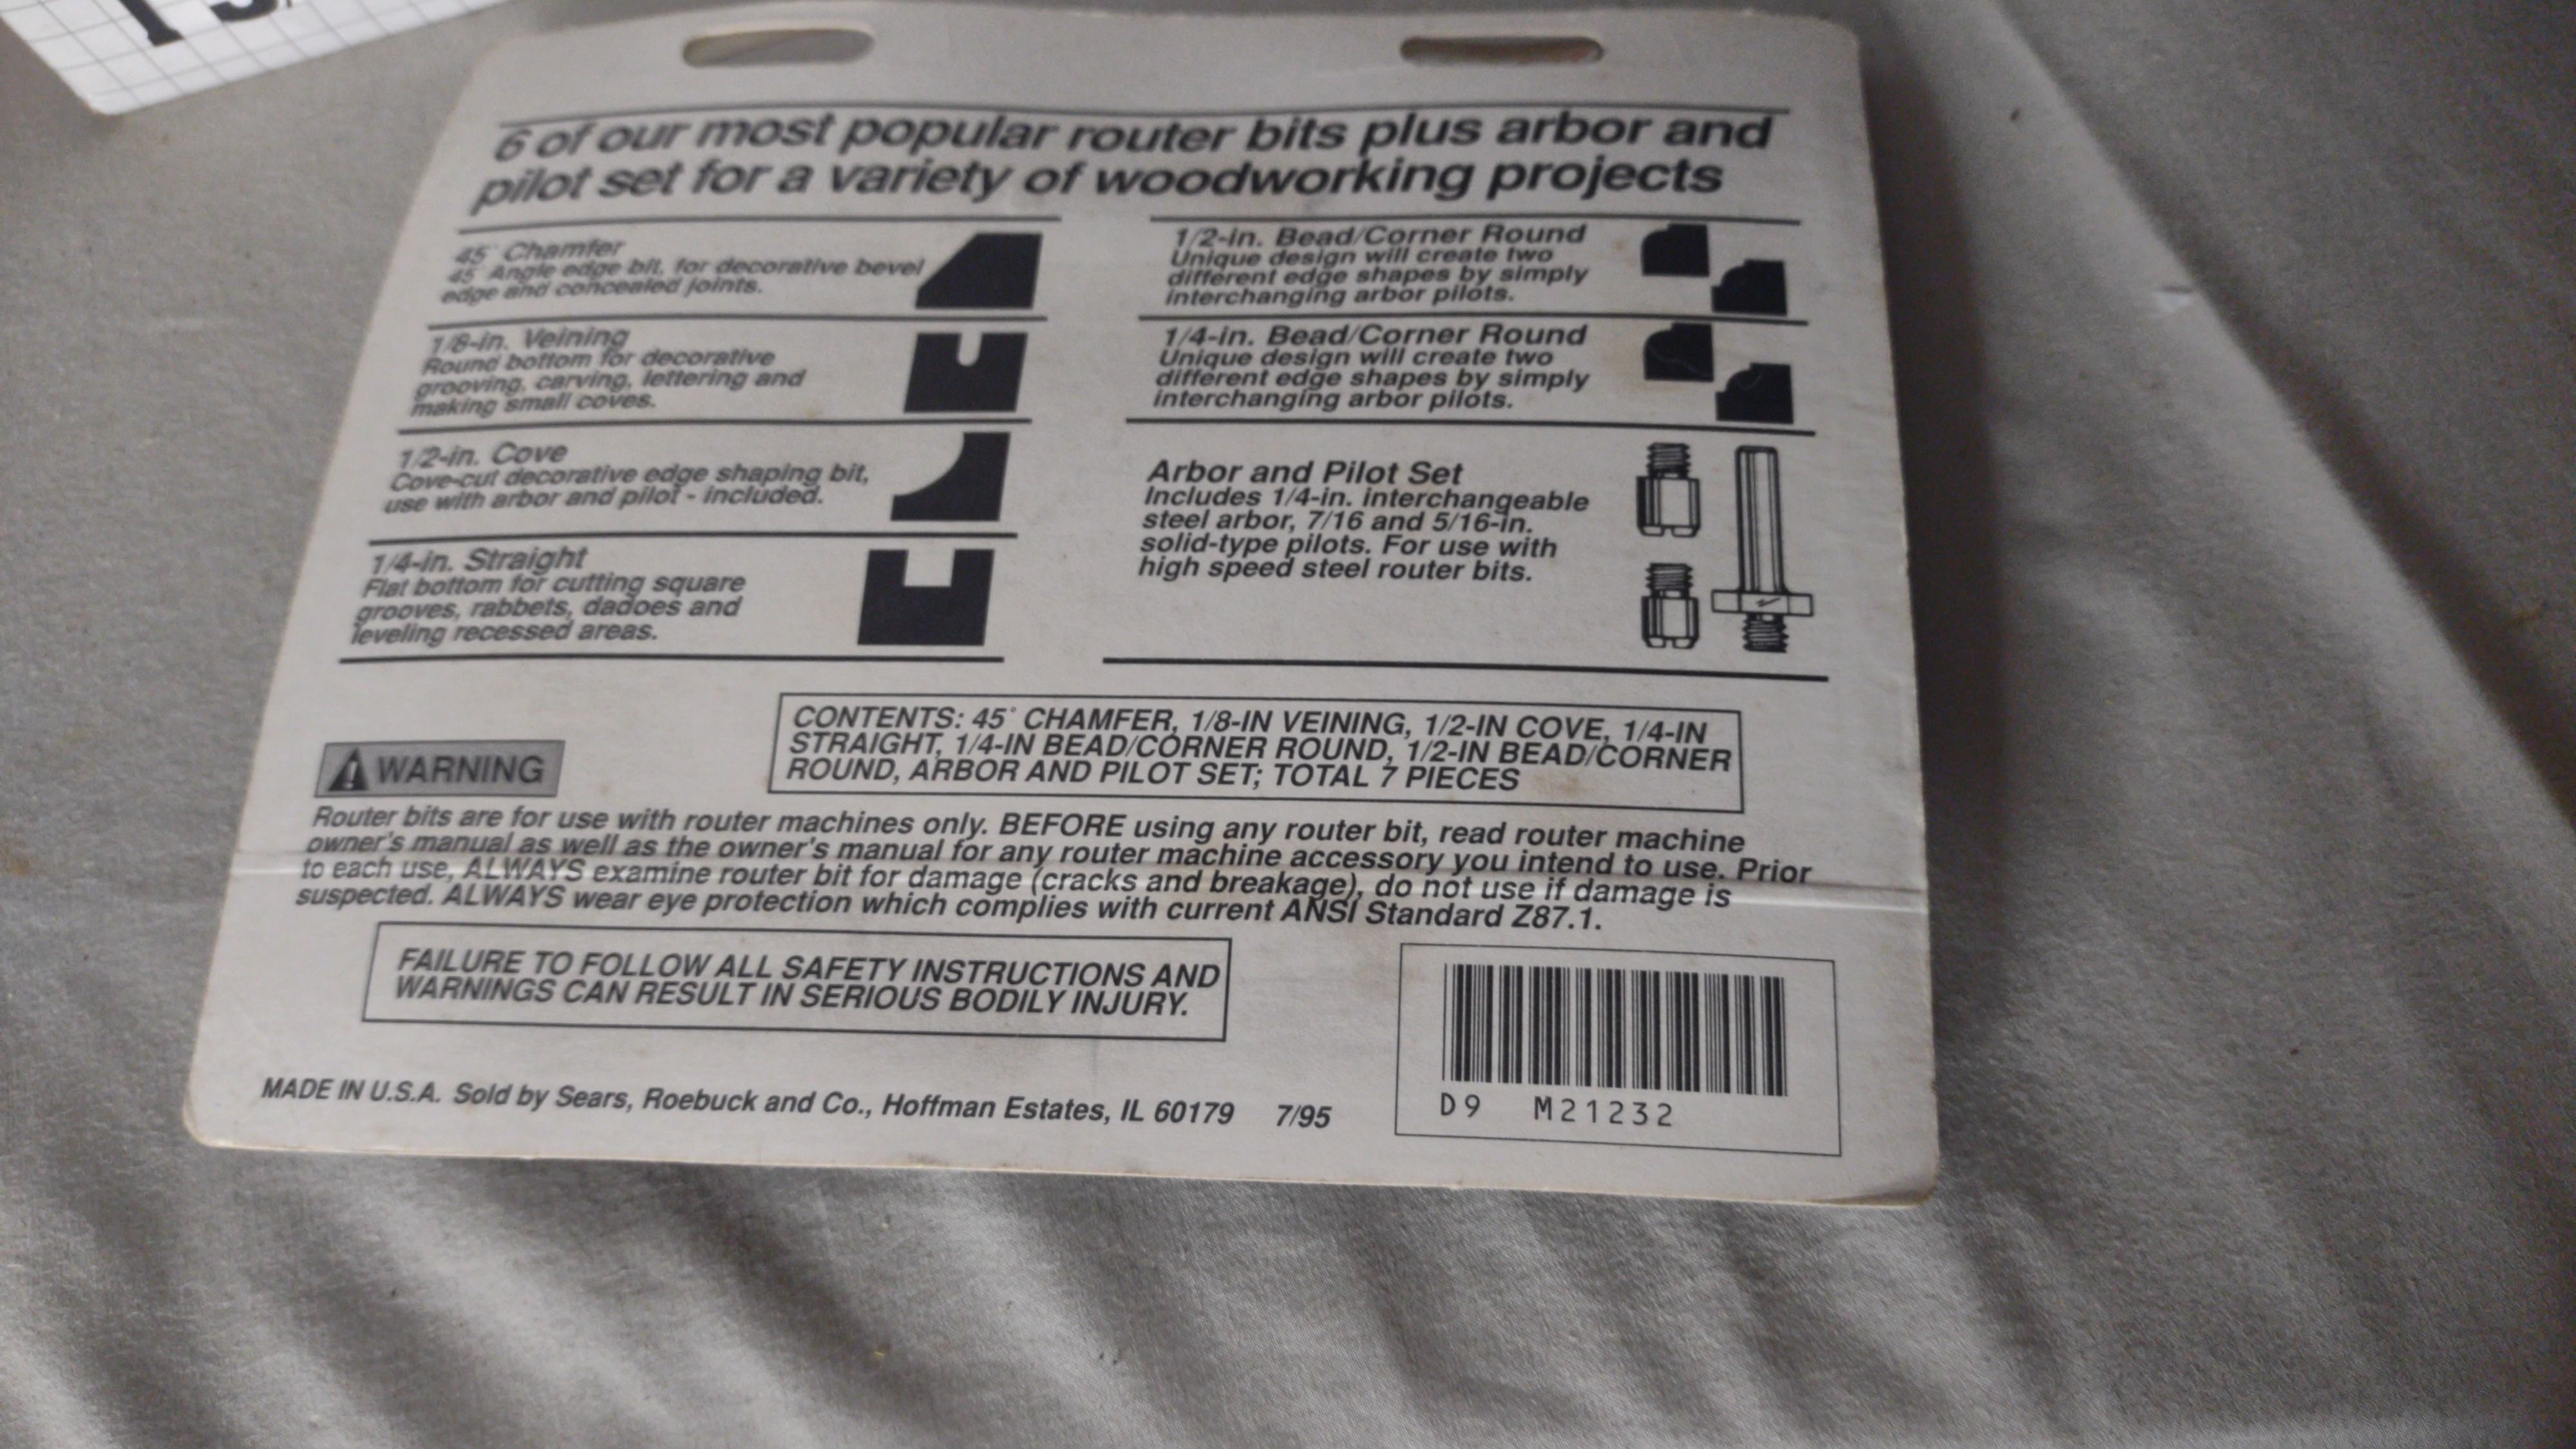 6 of our most popular router bits plus arbor and
pilot set for a variety of woodworking projects
45° Chamfer
45° Angle edge bit, for decorative bevel
edge and concealed joints.
1/8-in. Veining
Round bottom for decorative
grooving, carving, lettering and
making small coves.
1/2-in. Cove
Cove-cut decorative edge shaping bit,
use with arbor and pilot - included.
1/4-in. Straight
Flat bottom for cutting square
grooves, rabbets, dadoes and
leveling recessed areas.
1/2-in. Bead/Corner Round
Unique design will create two
different edge shapes by simply
interchanging arbor pilots.
1/4-in. Bead/Corner Round
Unique design will create two
different edge shapes by simply
interchanging arbor pilots.
Arbor and Pilot Set
Includes 1/4-in. interchangeable
steel arbor, 7/16 and 5/16-in.
solid-type pilots. For use with
high speed steel router bits.
CONTENTS: 45° CHAMFER, 1/8-IN VEINING, 1/2-IN COVE, 1/4-IN
STRAIGHT, 1/4-IN BEAD/CORNER ROUND, 1/2-IN BEAD/CORNER
ROUND, ARBOR AND PILOT SET; TOTAL 7 PIECES
WARNING
Router bits are for use with router machines only. BEFORE using any router bit, read router machine
owner's manual as well as the owner's manual for any router machine accessory you intend to use. Prior
to each use, ALWAYS examine router bit for damage (cracks and breakage), do not use if damage is
suspected. ALWAYS wear eye protection which complies with current ANSI Standard Z87.1.
FAILURE TO FOLLOW ALL SAFETY INSTRUCTIONS AND
WARNINGS CAN RESULT IN SERIOUS BODILY INJURY.
MADE IN U.S.A. Sold by Sears, Roebuck and Co., Hoffman Estates, IL 60179 7/95
D9 M21232